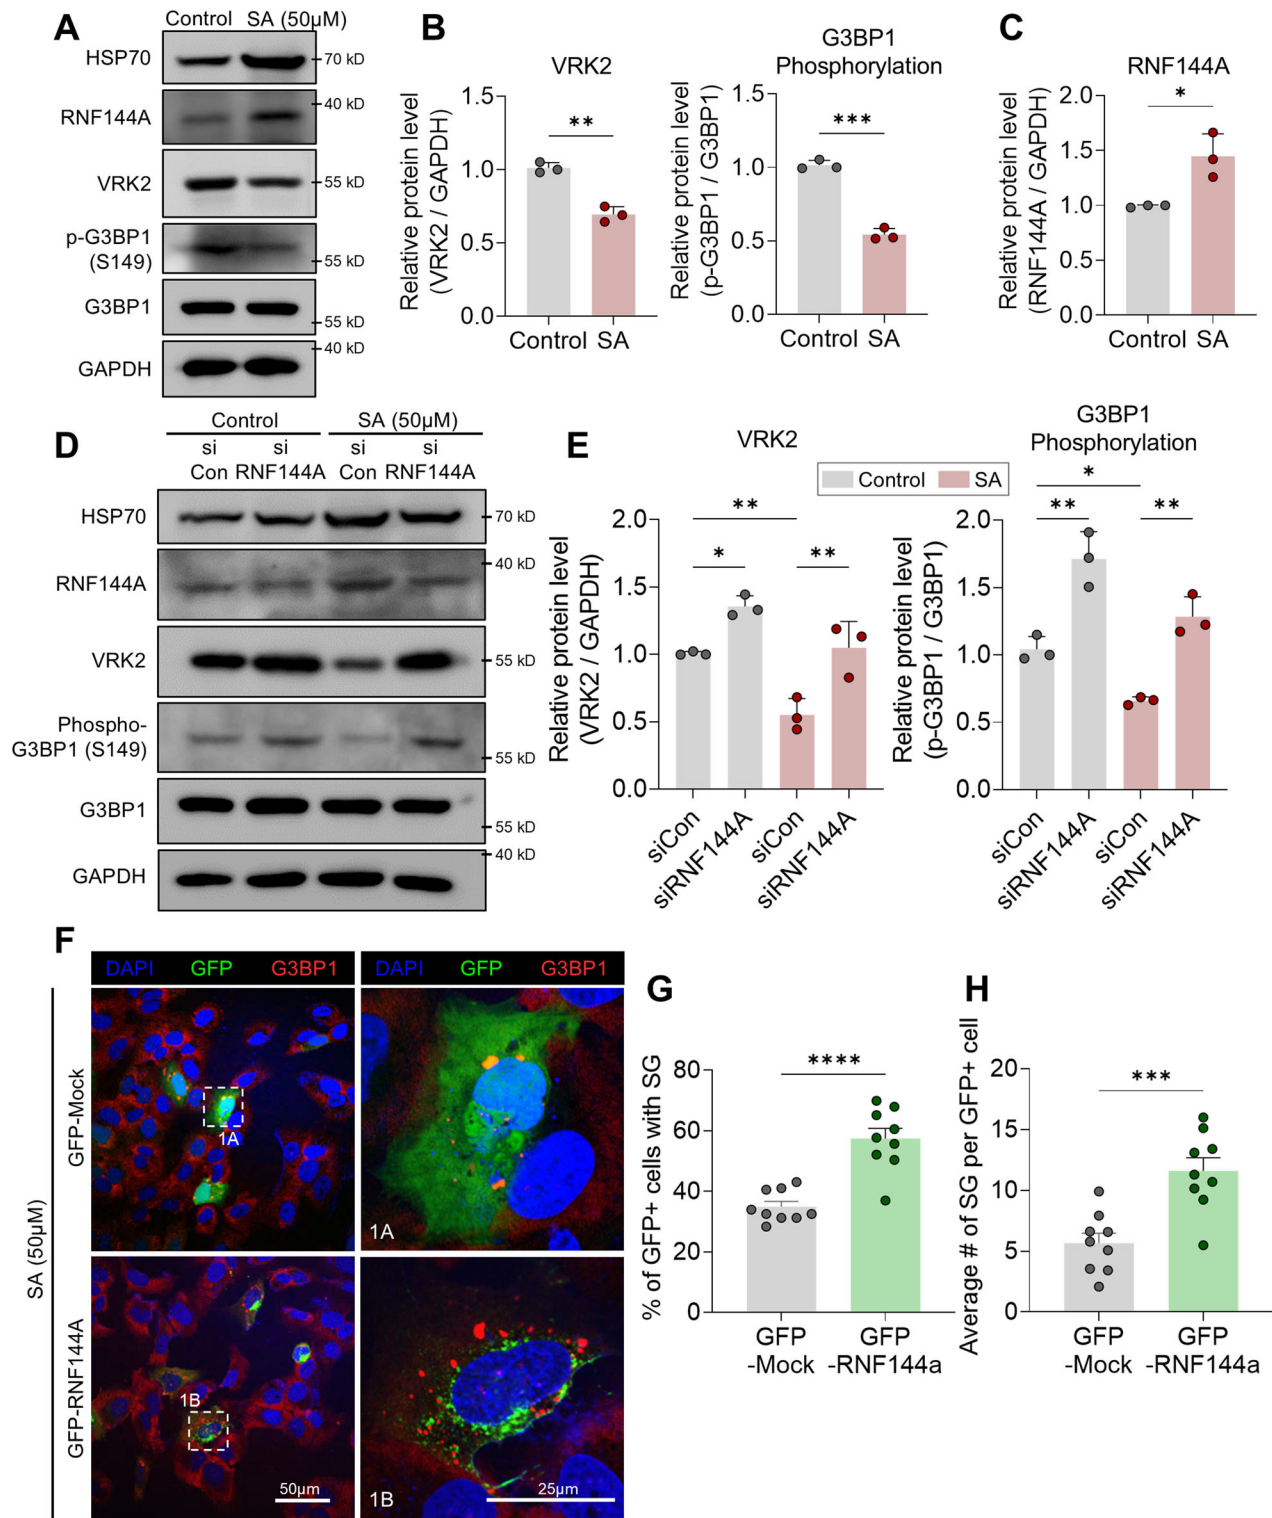 A
Control SA (50μM)
HSP70
70 kD
RNF144A
40 kD
VRK2
55 kD
p-G3BP1
(S149)
55 kD
G3BP1
55 kD
GAPDH
40 kD
B
VRK2
Relative protein level
(VRK2 / GAPDH)
1.5
1.0
0.5
0.0
**
Control SA
G3BP1
Phosphorylation
Relative protein level
(p-G3BP1 / G3BP1)
1.5
1.0
0.5
0.0
***
Control SA
C
RNF144A
Relative protein level
(RNF144A / GAPDH)
2.0
1.5
1.0
0.5
0.0
*
Control SA
D
Control SA (50μM)
si si si si
Con RNF144A Con RNF144A
HSP70
70 kD
RNF144A
40 kD
VRK2
55 kD
Phospho-
G3BP1 (S149)
55 kD
G3BP1
55 kD
GAPDH
40 kD
E
VRK2
Control SA
Relative protein level
(VRK2 / GAPDH)
2.0
1.5
1.0
0.5
0.0
**
* **
siCon siRNF144A siCon siRNF144A
G3BP1
Phosphorylation
Relative protein level
(p-G3BP1 / G3BP1)
2.0
1.5
1.0
0.5
0.0
*
** **
siCon siRNF144A siCon siRNF144A
F
DAPI GFP G3BP1 DAPI GFP G3BP1
SA (50μM)
GFP-Mock
1A
1A
GFP-RNF144A
1B
50μm
1B
25μm
G
% of GFP+ cells with SG
80
60
40
20
0
****
GFP GFP
-Mock -RNF144a
H
Average # of SG per GFP+ cell
20
15
10
5
0
***
GFP GFP
-Mock -RNF144a